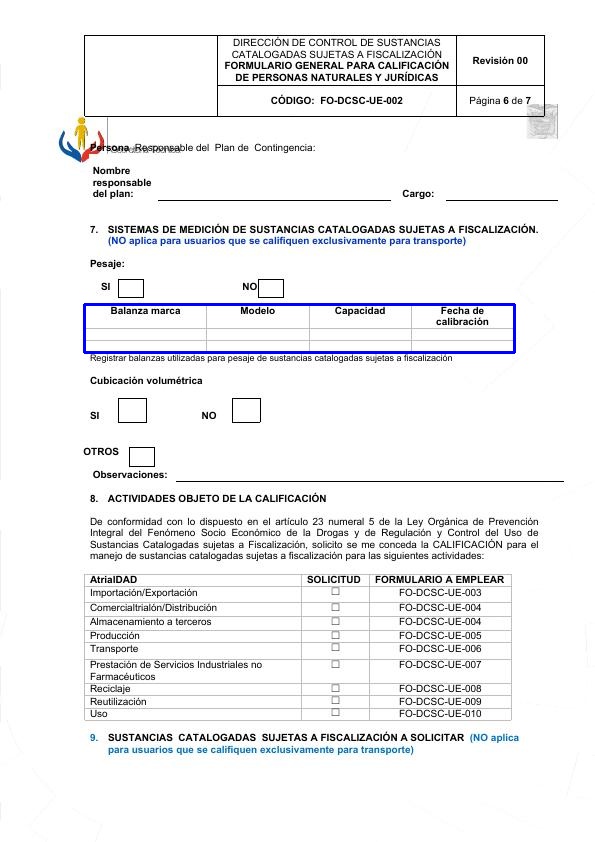 DIRECCIÓN DE CONTROL DE SUSTANCIAS
CATALOGADAS SUJETAS A FISCALIZACIÓN
FORMULARIO GENERAL PARA CALIFICACIÓN
DE PERSONAS NATURALES Y JURÍDICAS
Revisión 00
CÓDIGO: FO-DCSC-UE-002
Página 6 de 7
Persona Responsable del Plan de Contingencia:
Nombre
responsable
del plan:
Cargo:
7. SISTEMAS DE MEDICIÓN DE SUSTANCIAS CATALOGADAS SUJETAS A FISCALIZACIÓN.
(NO aplica para usuarios que se califiquen exclusivamente para transporte)
Pesaje:
SI NO
Balanza marca Modelo Capacidad Fecha de
calibración
Registrar balanzas utilizadas para pesaje de sustancias catalogadas sujetas a fiscalización
Cubicación volumétrica
SI NO
OTROS
Observaciones:
8. ACTIVIDADES OBJETO DE LA CALIFICACIÓN
De conformidad con lo dispuesto en el artículo 23 numeral 5 de la Ley Orgánica de Prevención
Integral del Fenómeno Socio Económico de la Drogas y de Regulación y Control del Uso de
Sustancias Catalogadas sujetas a Fiscalización, solicito se me conceda la CALIFICACIÓN para el
manejo de sustancias catalogadas sujetas a fiscalización para las siguientes actividades:
AtrialDAD SOLICITUD FORMULARIO A EMPLEAR
Importación/Exportación ☐ FO-DCSC-UE-003
Comercialtrialón/Distribución ☐ FO-DCSC-UE-004
Almacenamiento a terceros ☐ FO-DCSC-UE-004
Producción ☐ FO-DCSC-UE-005
Transporte ☐ FO-DCSC-UE-006
Prestación de Servicios Industriales no ☐ FO-DCSC-UE-007
Farmacéuticos
Reciclaje ☐ FO-DCSC-UE-008
Reutilización ☐ FO-DCSC-UE-009
Uso ☐ FO-DCSC-UE-010
9. SUSTANCIAS CATALOGADAS SUJETAS A FISCALIZACIÓN A SOLICITAR (NO aplica
para usuarios que se califiquen exclusivamente para transporte)